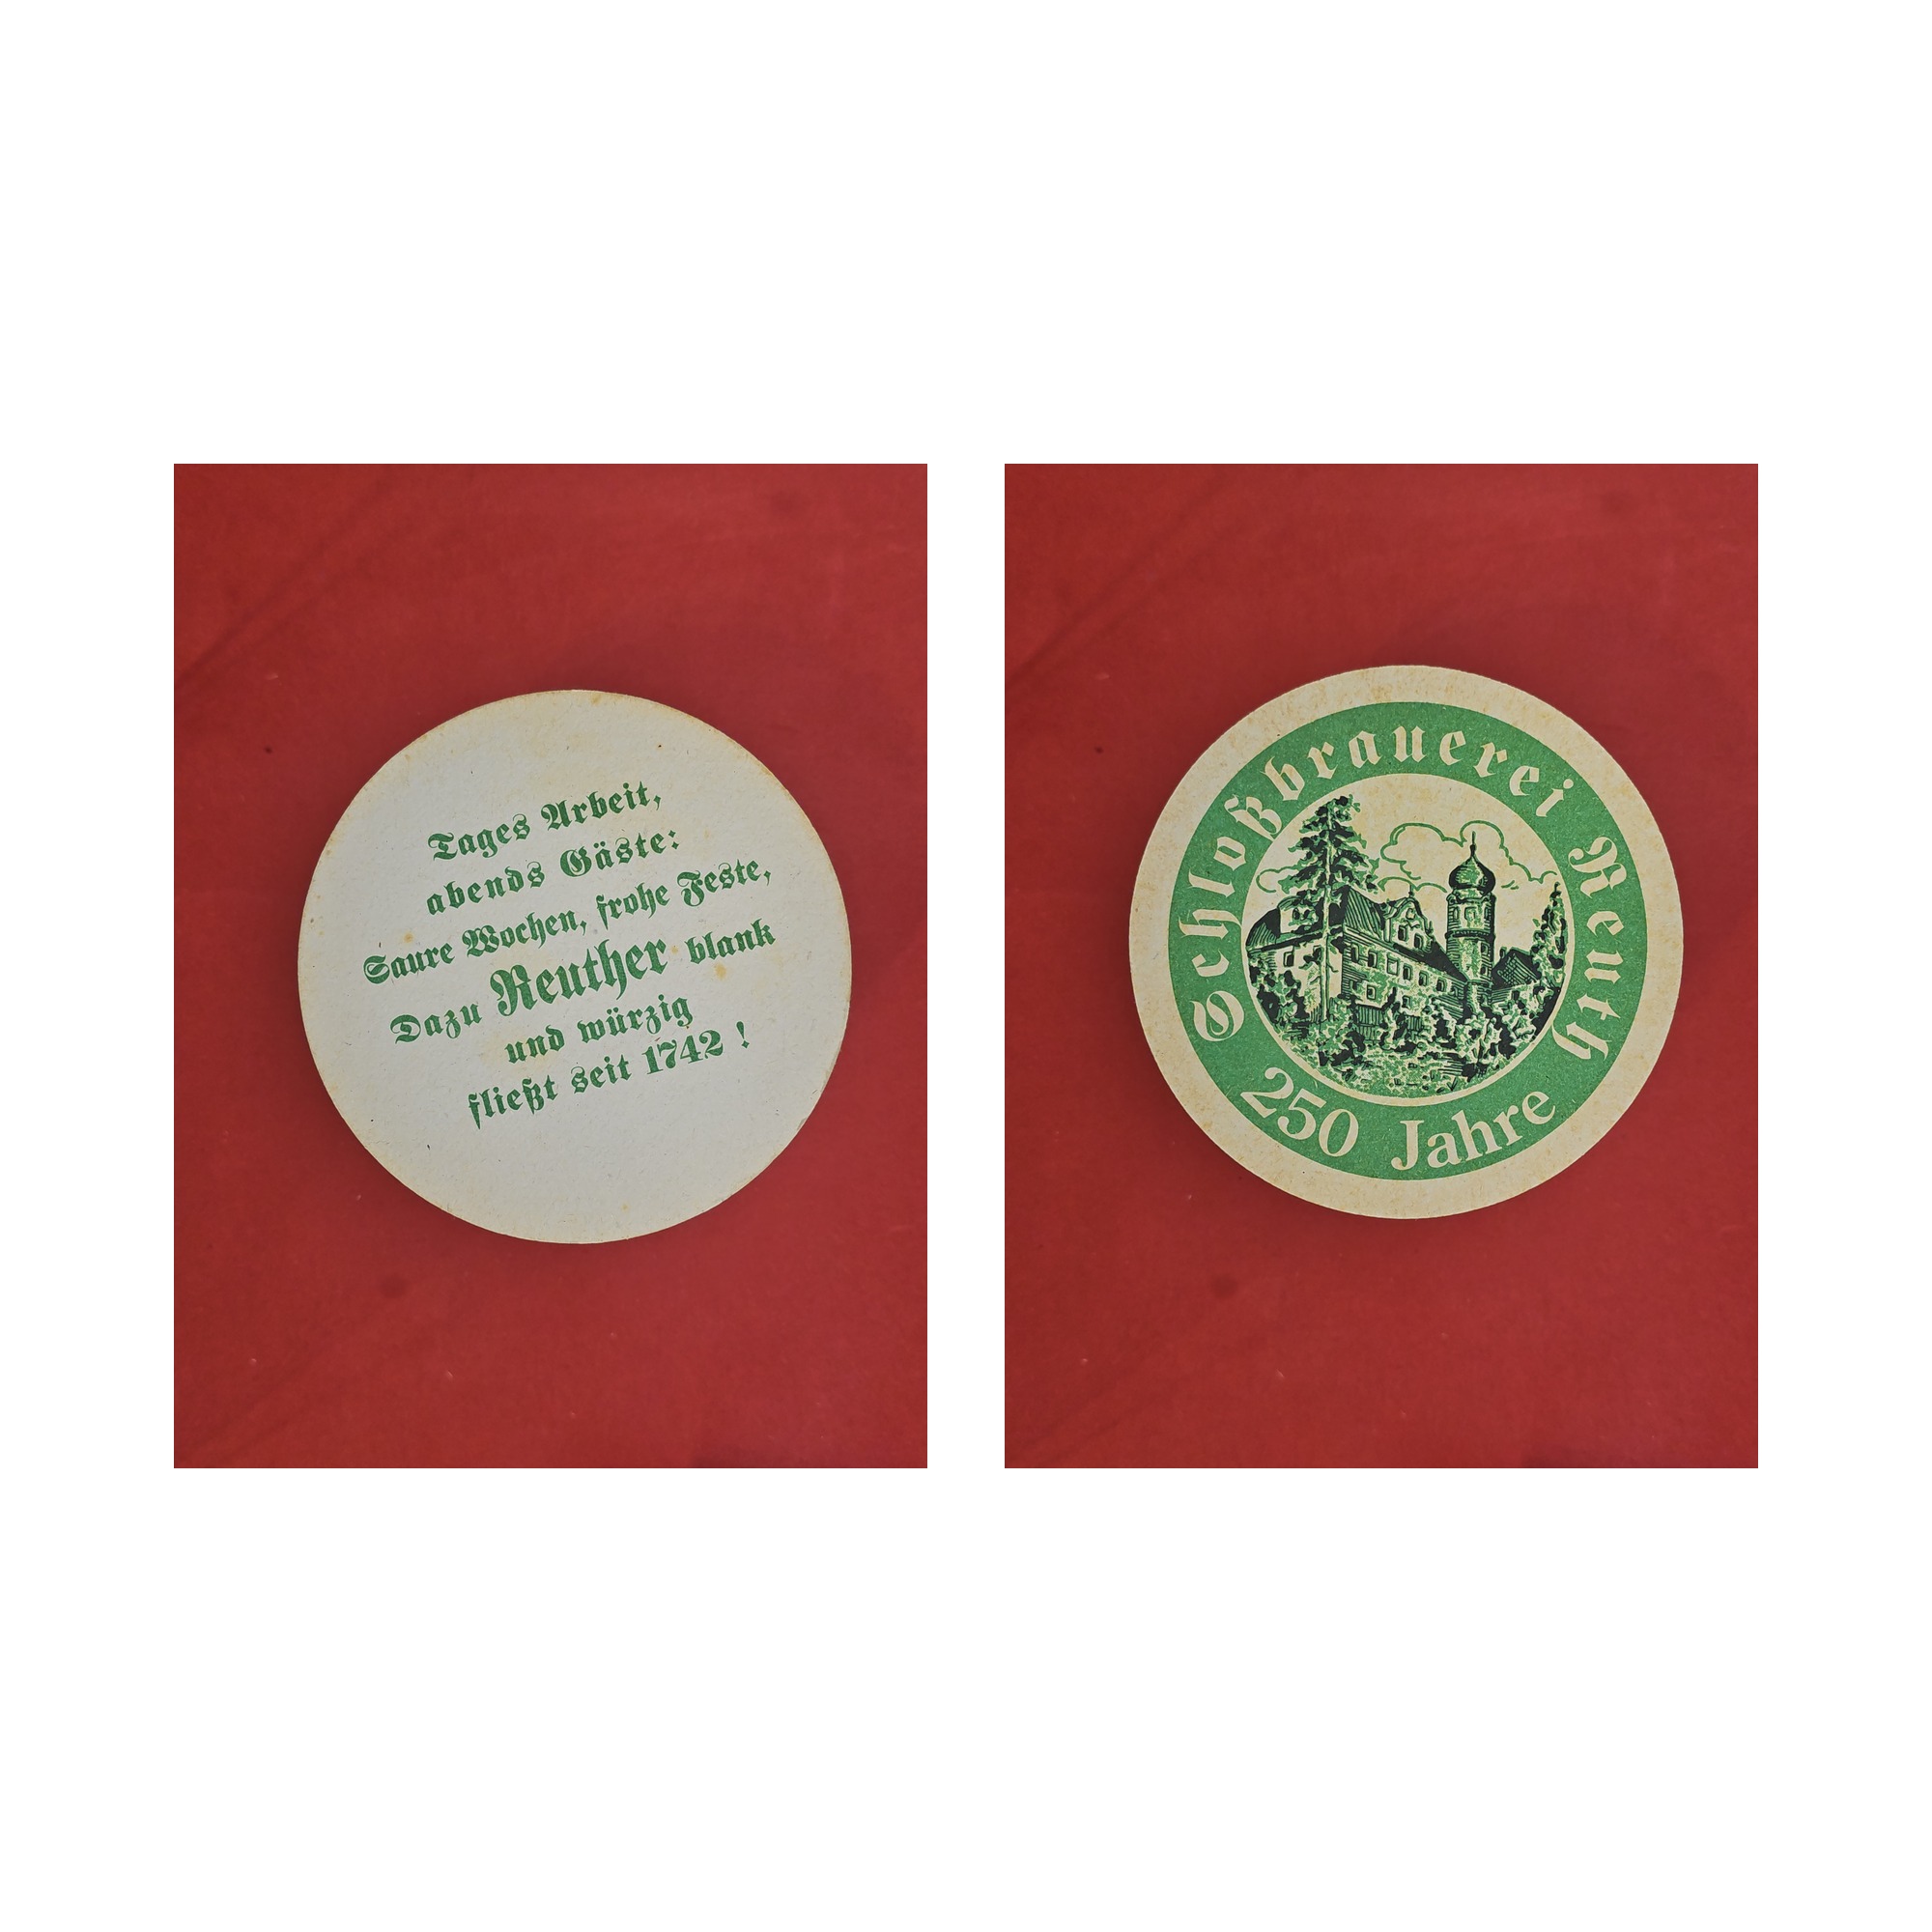 Tages Arbeit,
abends Gäste:
Saure Wochen, frohe Feste,
Dazu Reuther blank
und würzig
fließt seit 1742 !
Schloßbrauerei Reuth
250 Jahre